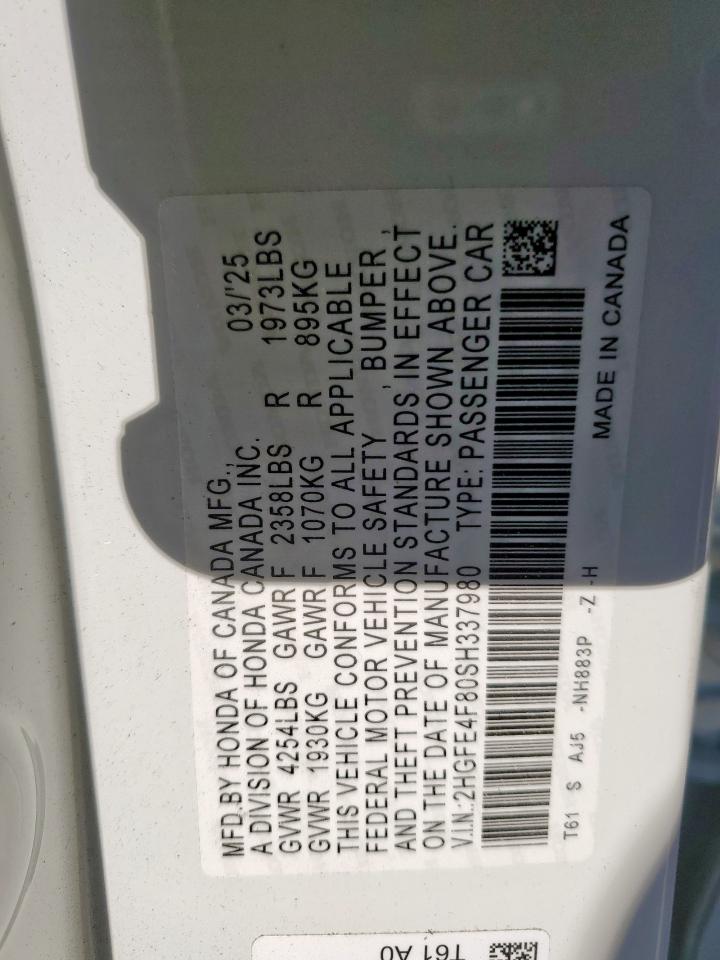 MFD.BY HONDA OF CANADA MFG., 03/'25
A DIVISION OF HONDA CANADA INC.
GVWR 4254LBS GAWR F 2358LBS R 1973LBS
GVWR 1930KG GAWR F 1070KG R 895KG
THIS VEHICLE CONFORMS TO ALL APPLICABLE
FEDERAL MOTOR VEHICLE SAFETY , BUMPER ,
AND THEFT PREVENTION STANDARDS IN EFFECT
ON THE DATE OF MANUFACTURE SHOWN ABOVE.
V.I.N.:2HGFE4F80SH337980 TYPE: PASSENGER CAR
T61 S AJ5 -NH883P -Z -H MADE IN CANADA
T61 A0